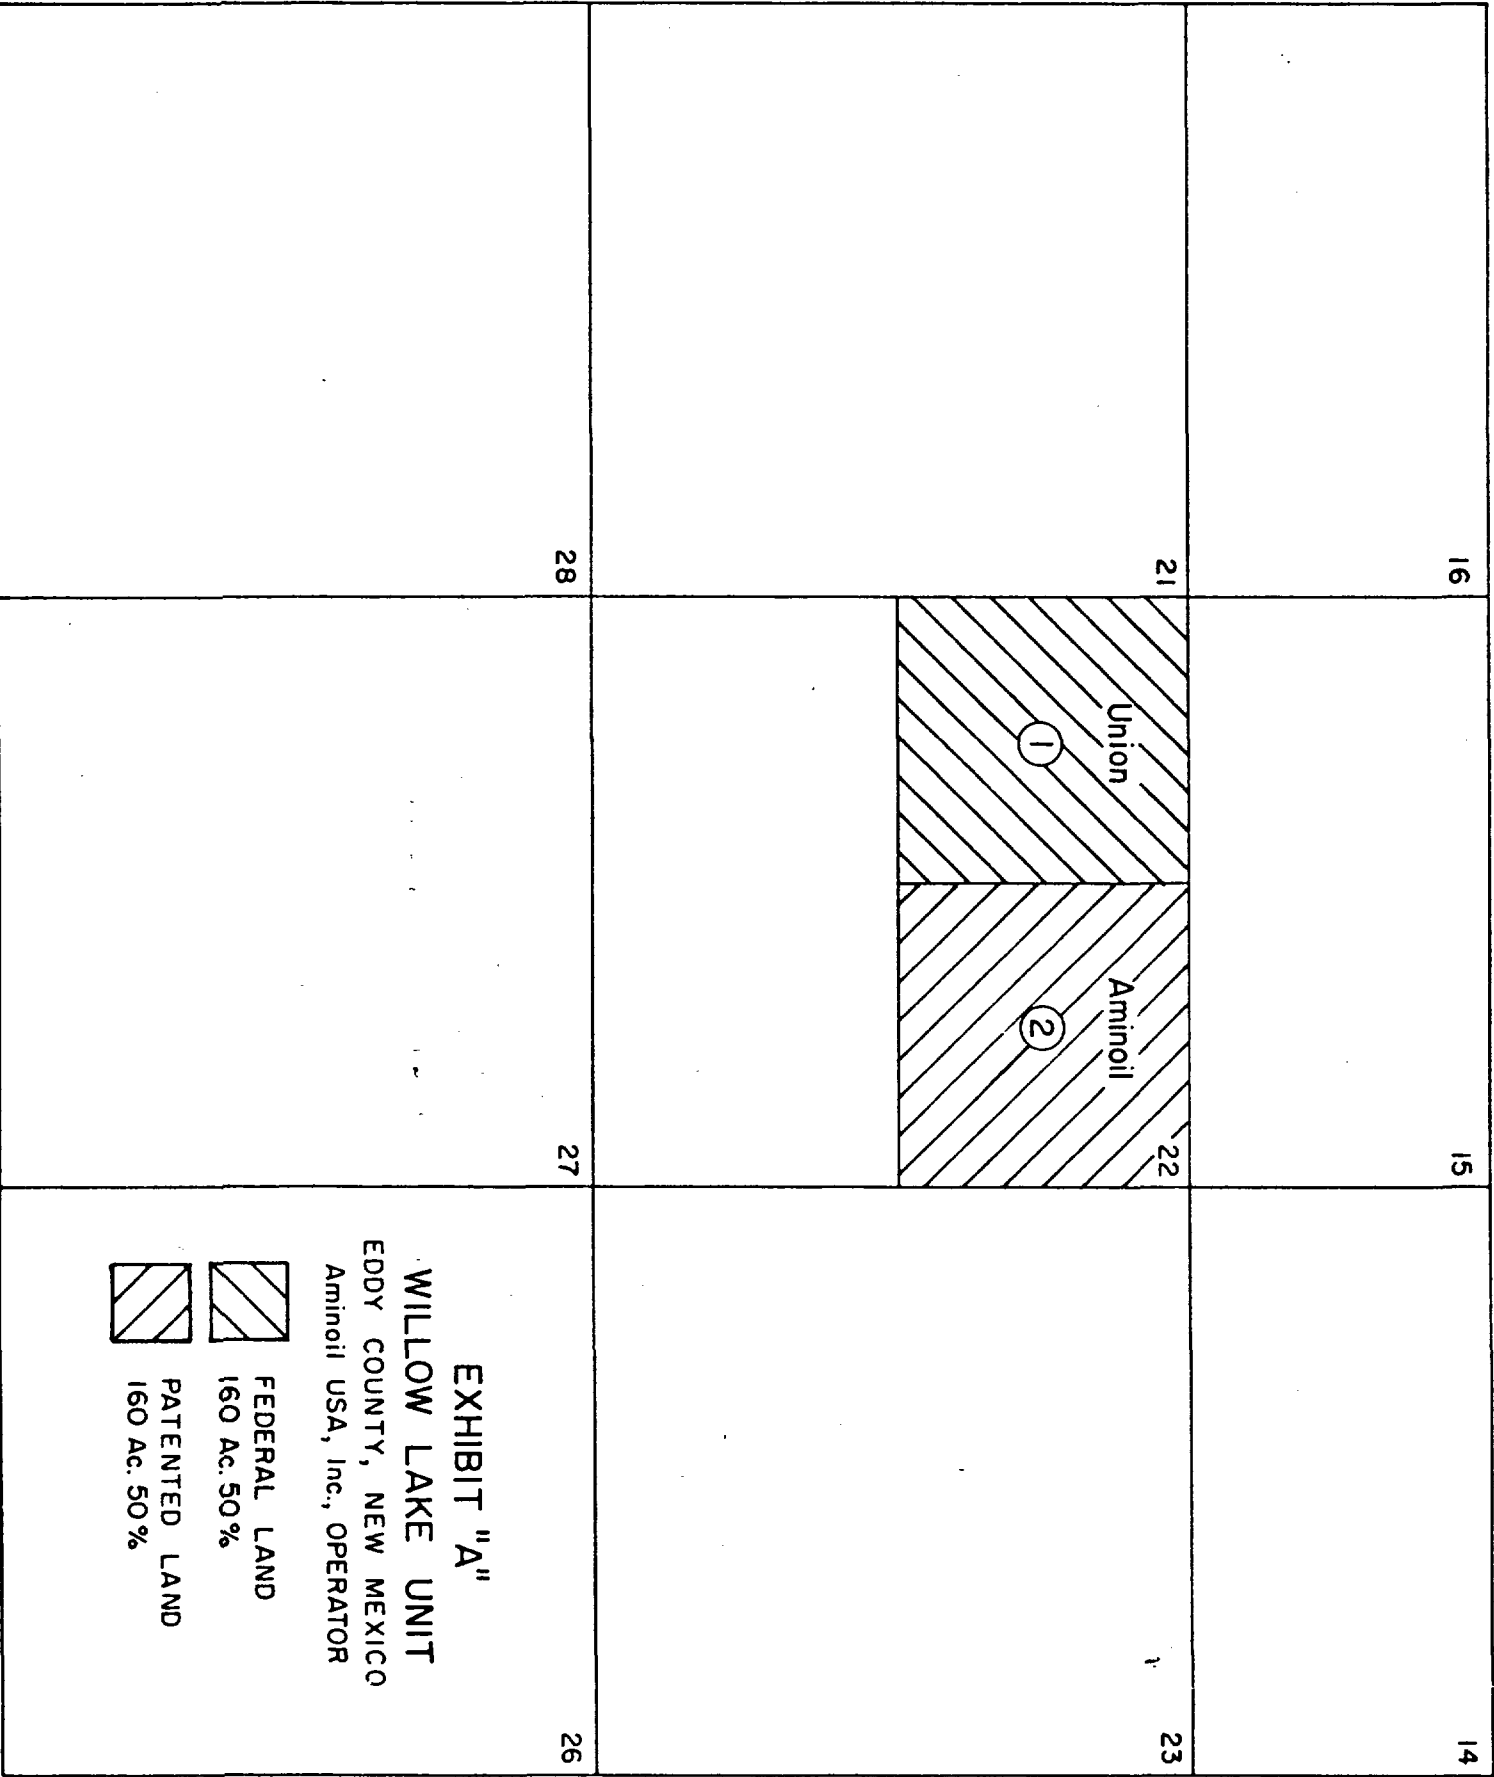 16
15
14
21
22
23
Union
Aminoil
1
2
28
27
26
EXHIBIT "A"
WILLOW LAKE UNIT
EDDY COUNTY, NEW MEXICO
Aminoil USA, Inc., OPERATOR
FEDERAL LAND
160 Ac. 50%
PATENTED LAND
160 Ac. 50%